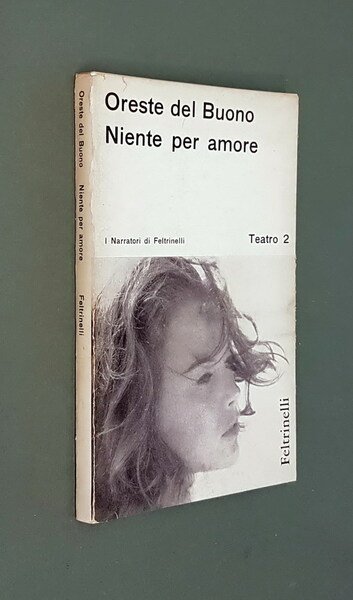 Oreste del Buono
Niente per amore
I Narratori di Feltrinelli
Teatro 2
Feltrinelli
Oreste del Buono Niente per amore Feltrinelli